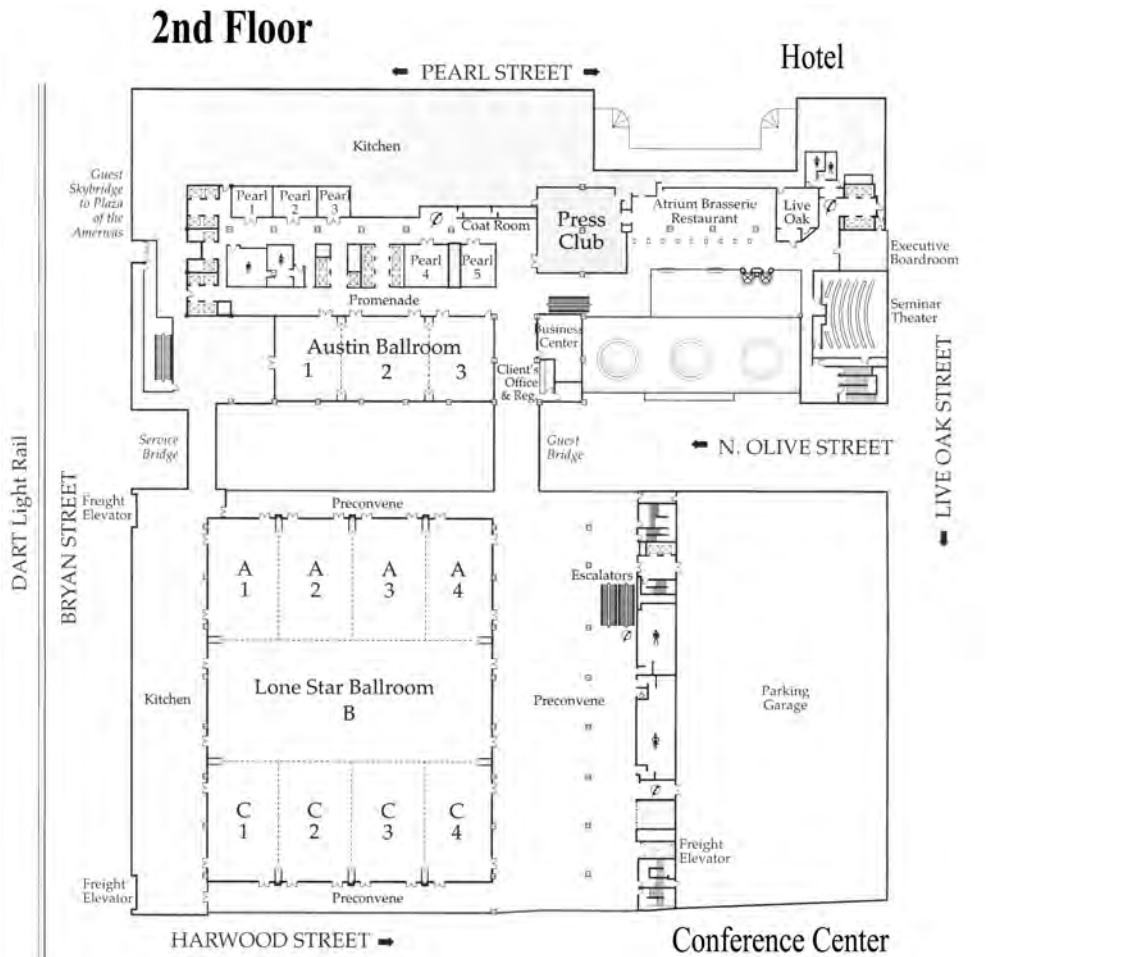 2nd Floor
Hotel
PEARL STREET
Kitchen
Guest
Skybridge
to Plaza
of the
Amerivas
Pearl
1
Pearl
2
Pearl
3
Coat Room
Press
Club
Atrium Brasserie
Restaurant
Live
Oak
Executive
Boardroom
Pearl
4
Pearl
5
Seminar
Theater
Promenade
Austin Ballroom
1
2
3
Business
Center
Client's
Office
& Reg.
Service
Bridge
Guest
Bridge
N. OLIVE STREET
LIVE OAK STREET
DART Light Rail
BRYAN STREET
Freight
Elevator
Preconvene
A
1
A
2
A
3
A
4
Escalators
Kitchen
Lone Star Ballroom
B
Preconvene
Parking
Garage
C
1
C
2
C
3
C
4
Freight
Elevator
Freight
Elevator
Preconvene
HARWOOD STREET
Conference Center